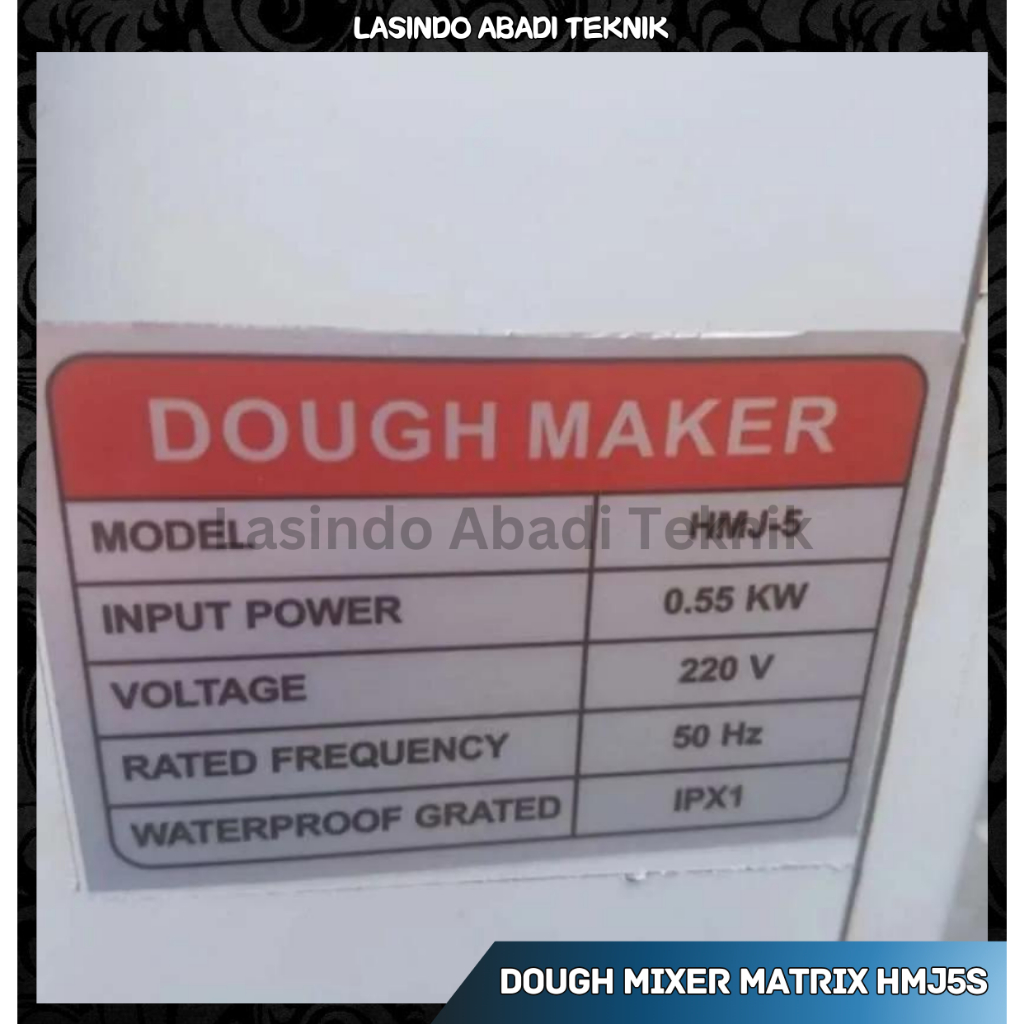 LASINDO ABADI TEKNIK
DOUGH MAKER
MODEL HMJ-5
Lasindo Abadi Teknik
INPUT POWER 0.55 KW
VOLTAGE 220 V
RATED FREQUENCY 50 Hz
WATERPROOF GRATED IPX1
DOUGH MIXER MATRIX HMJ5S